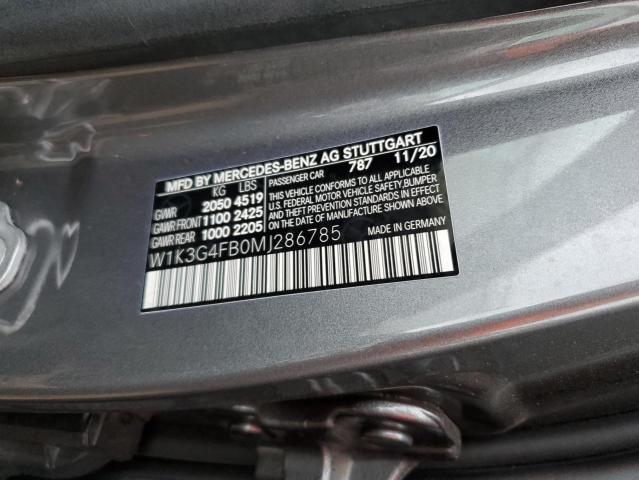 MFD BY MERCEDES-BENZ AG STUTTGART
KG LBS PASSENGER CAR 787 11/20
GVWR 2050 4519
GAWR FRONT 1100 2425
GAWR REAR 1000 2205
THIS VEHICLE CONFORMS TO ALL APPLICABLE
U.S. FEDERAL MOTOR VEHICLE SAFETY, BUMPER
AND THEFT PREVENTION STANDARDS IN EFFECT ON
THE DATE OF MANUFACTURE SHOWN ABOVE.
W1K3G4FB0MJ286785
MADE IN GERMANY